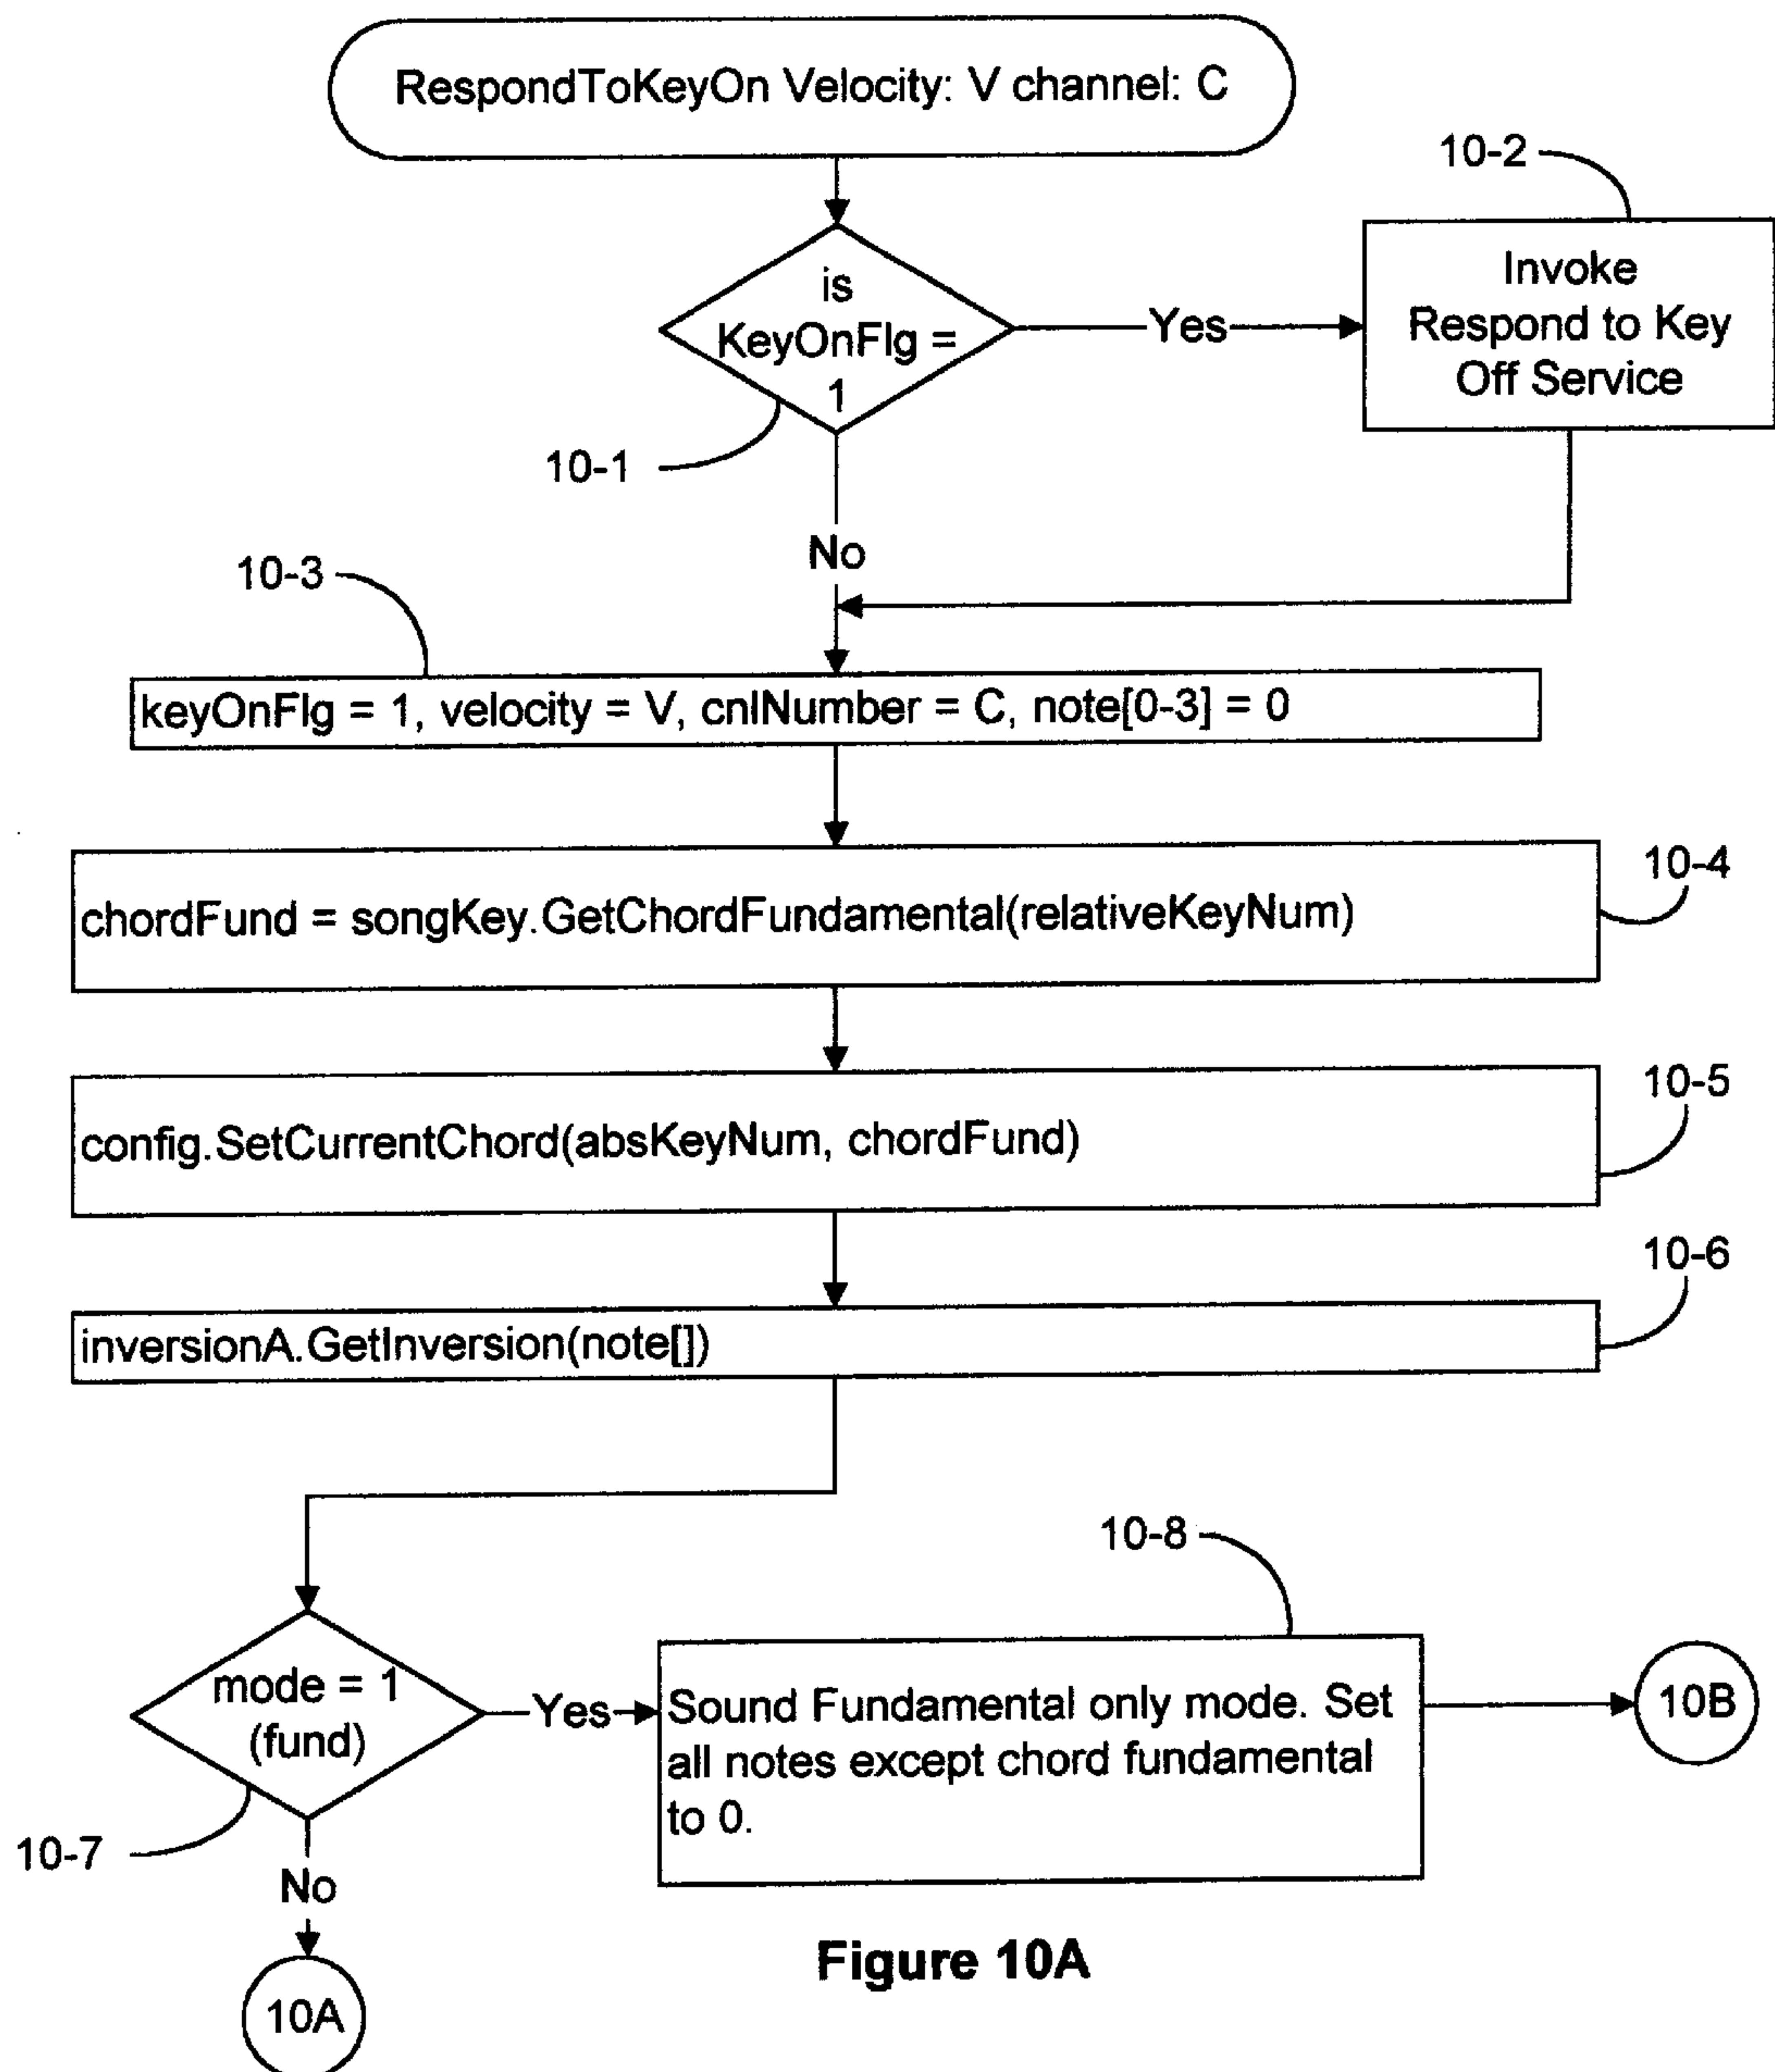 RespondToKeyOn Velocity: V channel: C
10-2
is
KeyOnFlg =
1
Yes
Invoke
Respond to Key
Off Service
10-1
No
10-3
keyOnFlg = 1, velocity = V, cnlNumber = C, note[0-3] = 0
10-4
chordFund = songKey.GetChordFundamental(relativeKeyNum)
10-5
config.SetCurrentChord(absKeyNum, chordFund)
10-6
inversionA.GetInversion(note[])
10-8
mode = 1
(fund)
Yes
Sound Fundamental only mode. Set
all notes except chord fundamental
to 0.
10B
10-7
No
10A
Figure 10A